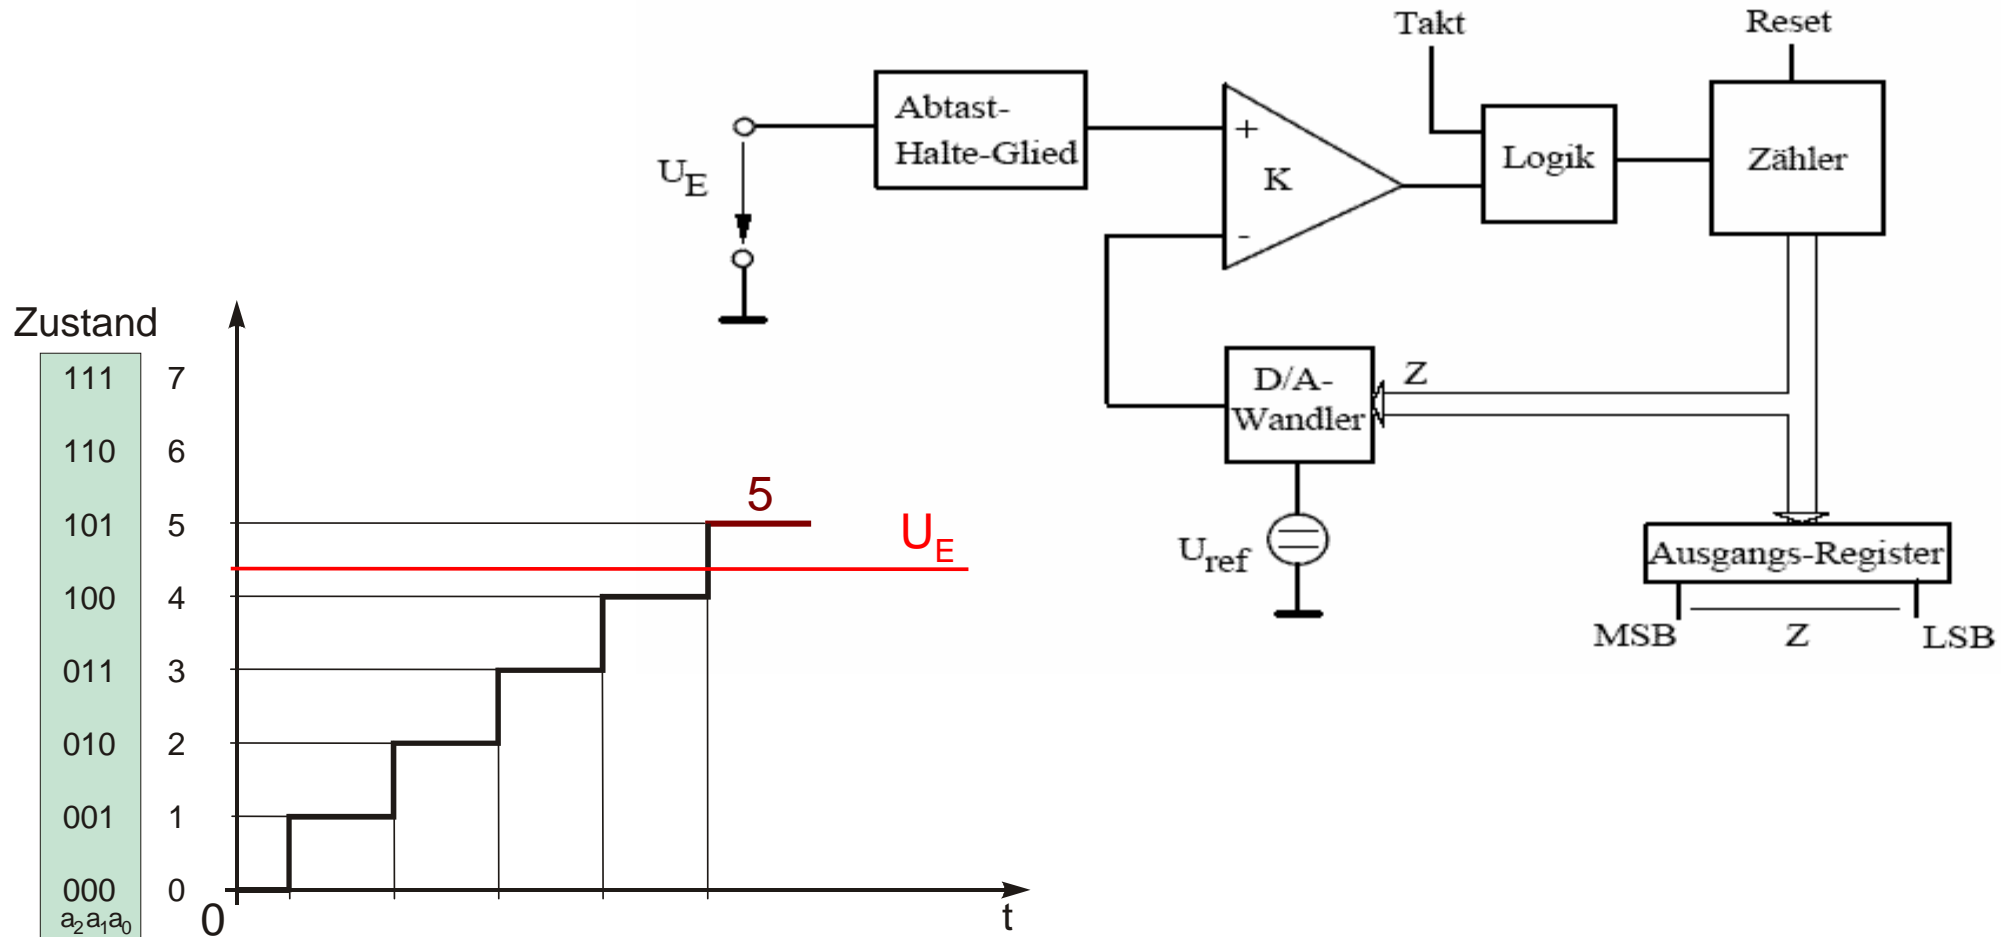 Takt
Reset
Abtast-
Halte-Glied
+
K
-
Logik
Zähler
U_E
D/A-
Wandler
Z
U_ref
Ausgangs-Register
MSB
Z
LSB
Zustand
111 7
110 6
101 5
100 4
011 3
010 2
001 1
000 0
a₂a₁a₀
0
5
U_E
t